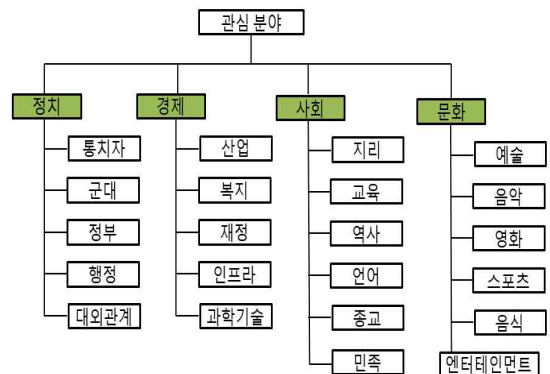 관심 분야
정치
경제
사회
문화
통치자
군대
정부
행정
대외관계
산업
복지
재정
인프라
과학기술
지리
교육
역사
언어
종교
민족
예술
음악
영화
스포츠
음식
엔터테인먼트